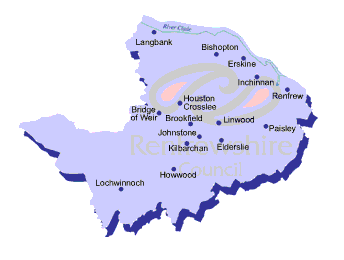 River Clyde
Langbank
Bishopton
Erskine
Inchinnan
Renfrew
Houston
Crosslee
Bridge
of Weir
Brookfield
Linwood
Paisley
Johnstone
Renfrewshire
Kilbarchan
Elderslie
Council
Howwood
Lochwinnoch